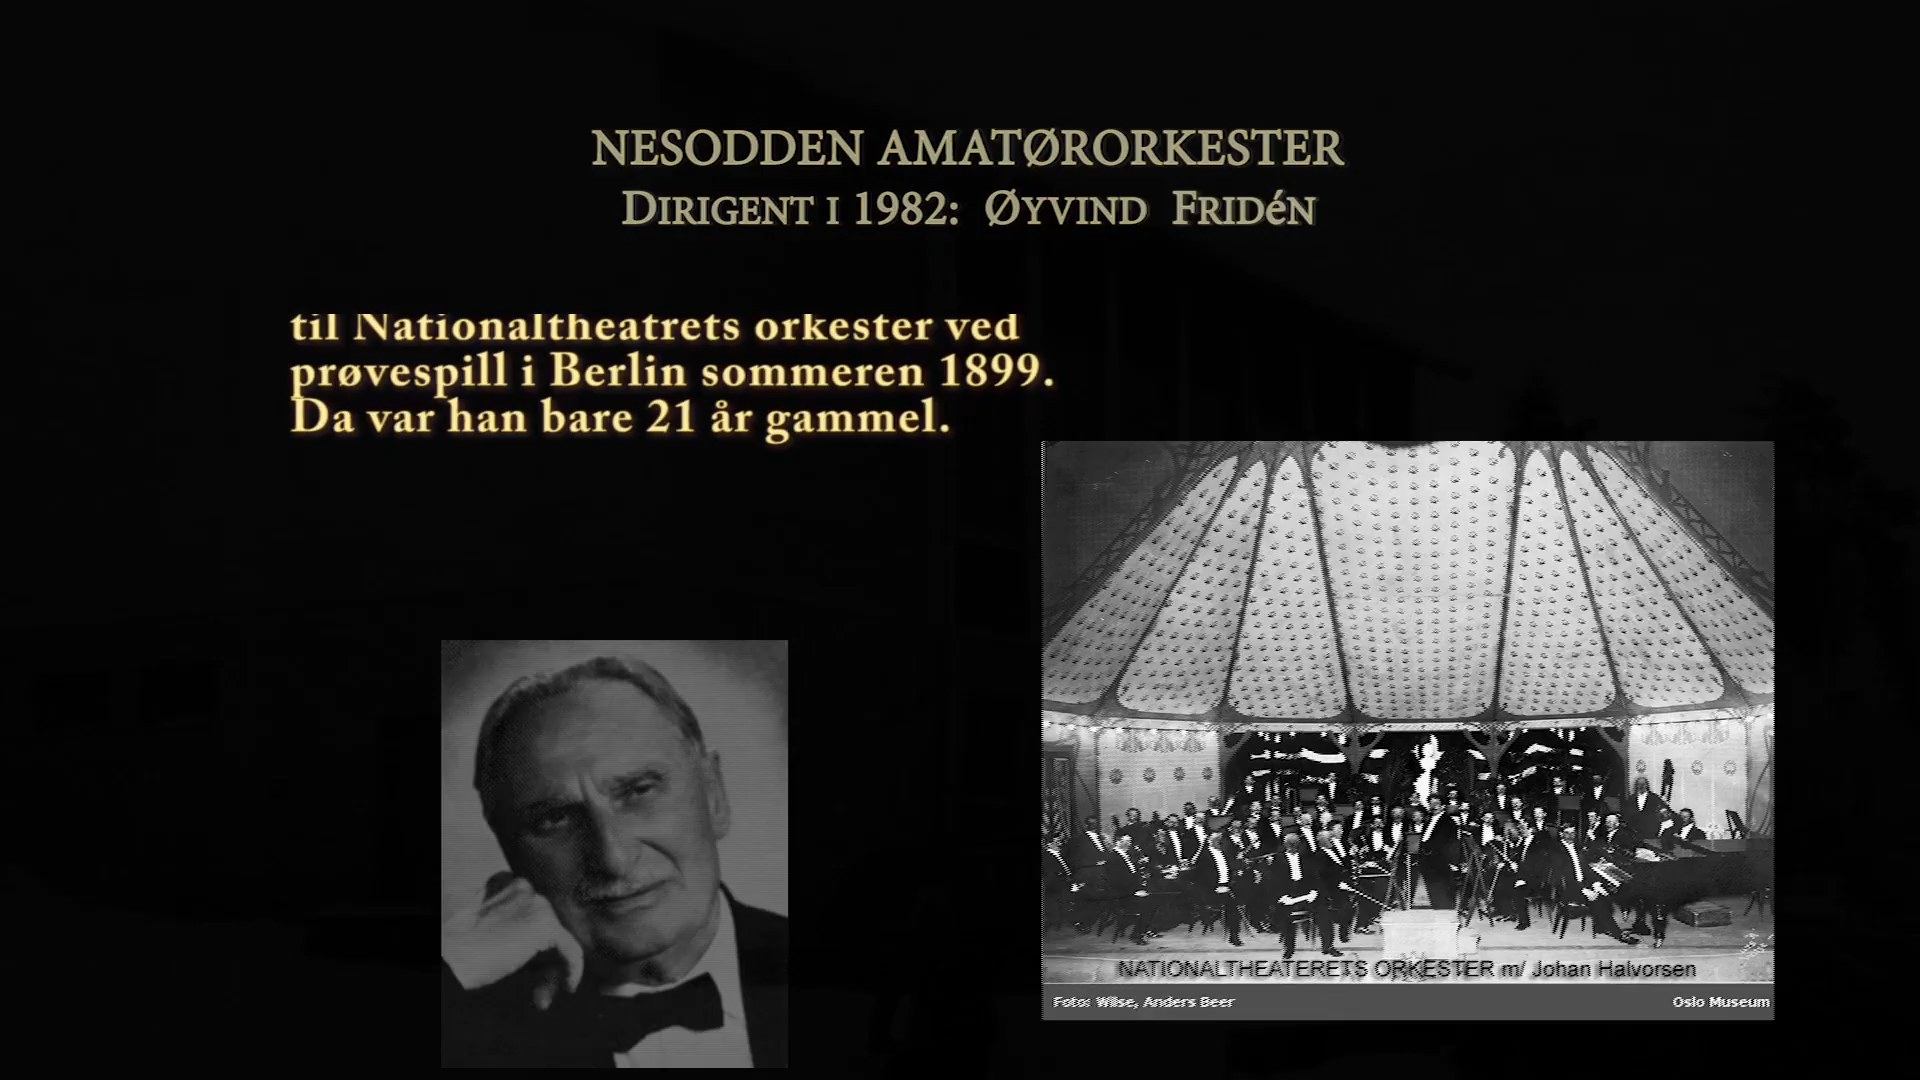 NESODDEN AMATØRORKESTER
DIRIGENT I 1982: ØYVIND FRIDéN
til Nationaltheatrets orkester ved
prøvespill i Berlin sommeren 1899.
Da var han bare 21 år gammel.
NATIONALTHEATERETS ORKESTER m/ Johan Halvorsen
Foto: Wilse, Anders Beer
Oslo Museum